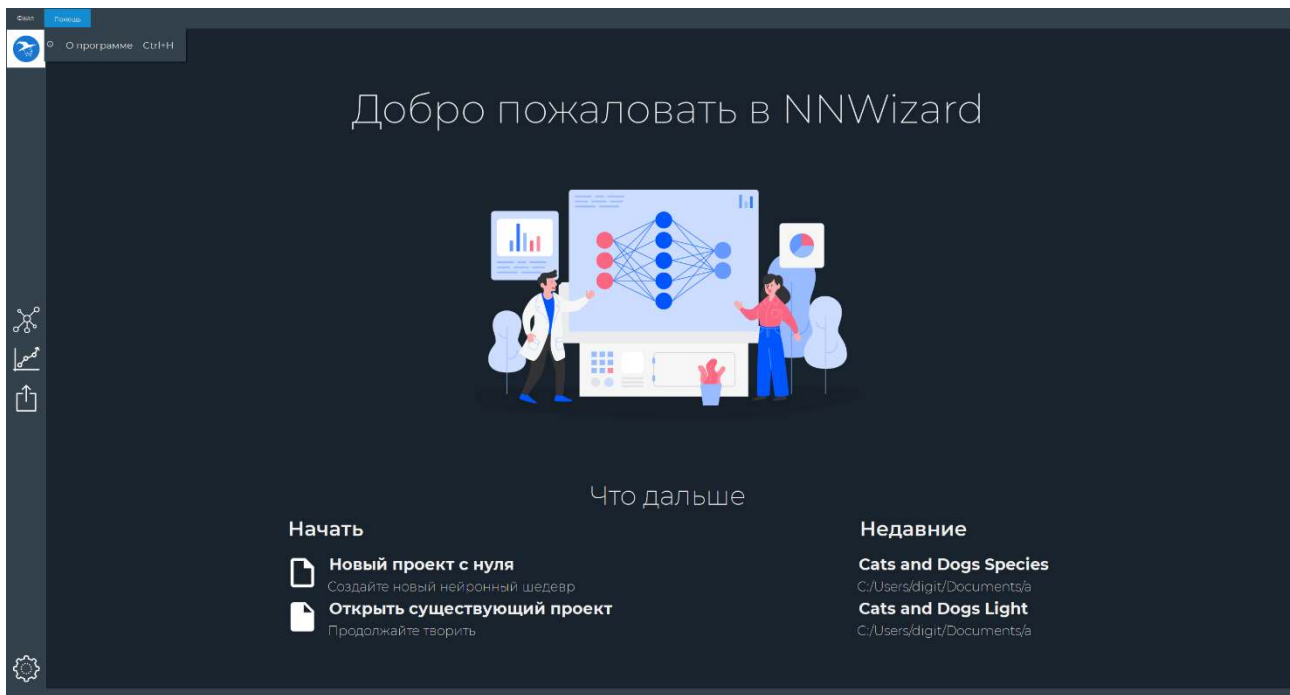 Файл Помощь
О программе Ctrl+H
Добро пожаловать в NNWizard
Что дальше
Начать
Новый проект с нуля
Создайте новый нейронный шедевр
Открыть существующий проект
Продолжайте творить
Недавние
Cats and Dogs Species
C:/Users/digit/Documents/a
Cats and Dogs Light
C:/Users/digit/Documents/a